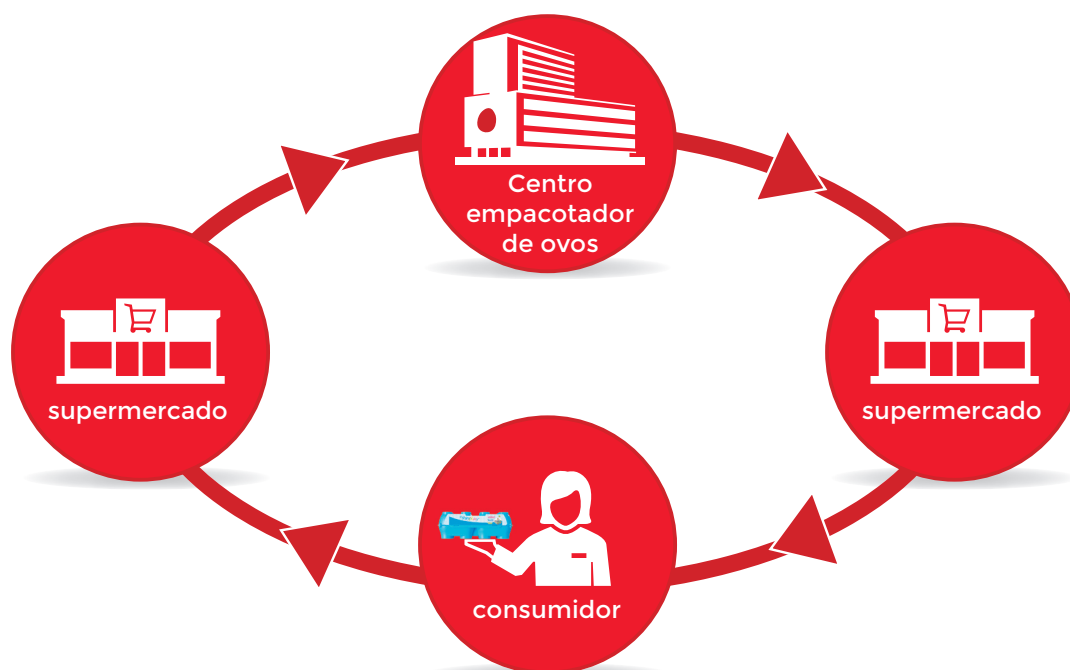 Centro
empacotador
de ovos
supermercado
supermercado
consumidor